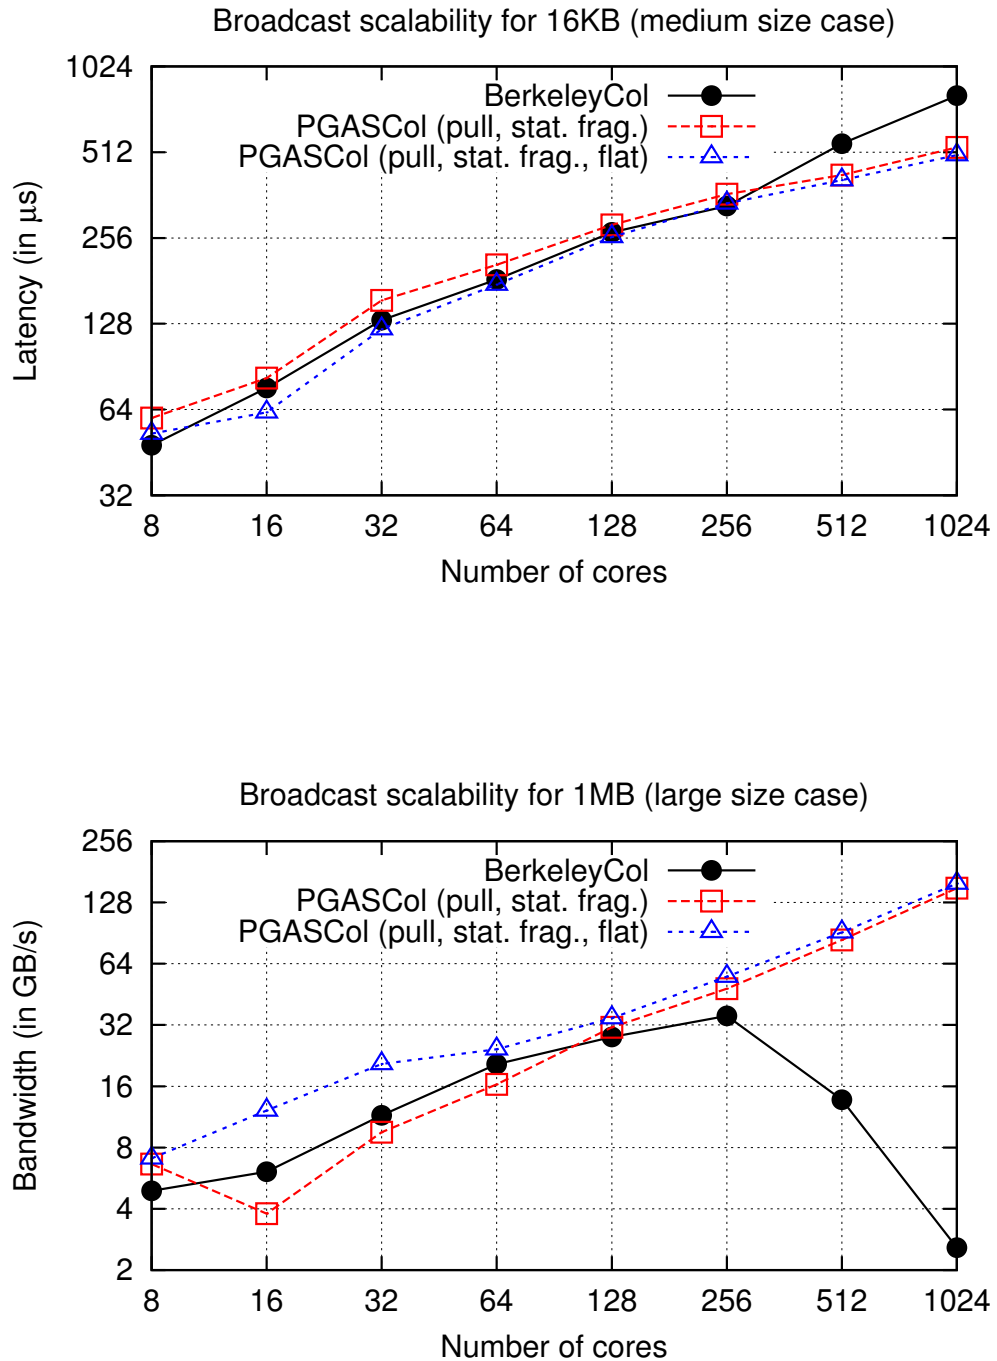 Broadcast scalability for 16KB (medium size case)
1024
512
256
128
64
32
Latency (in μs)
BerkeleyCol
PGASCol (pull, stat. frag.)
PGASCol (pull, stat. frag., flat)
8 16 32 64 128 256 512 1024
Number of cores
Broadcast scalability for 1MB (large size case)
256
128
64
32
16
8
4
2
Bandwidth (in GB/s)
BerkeleyCol
PGASCol (pull, stat. frag.)
PGASCol (pull, stat. frag., flat)
8 16 32 64 128 256 512 1024
Number of cores